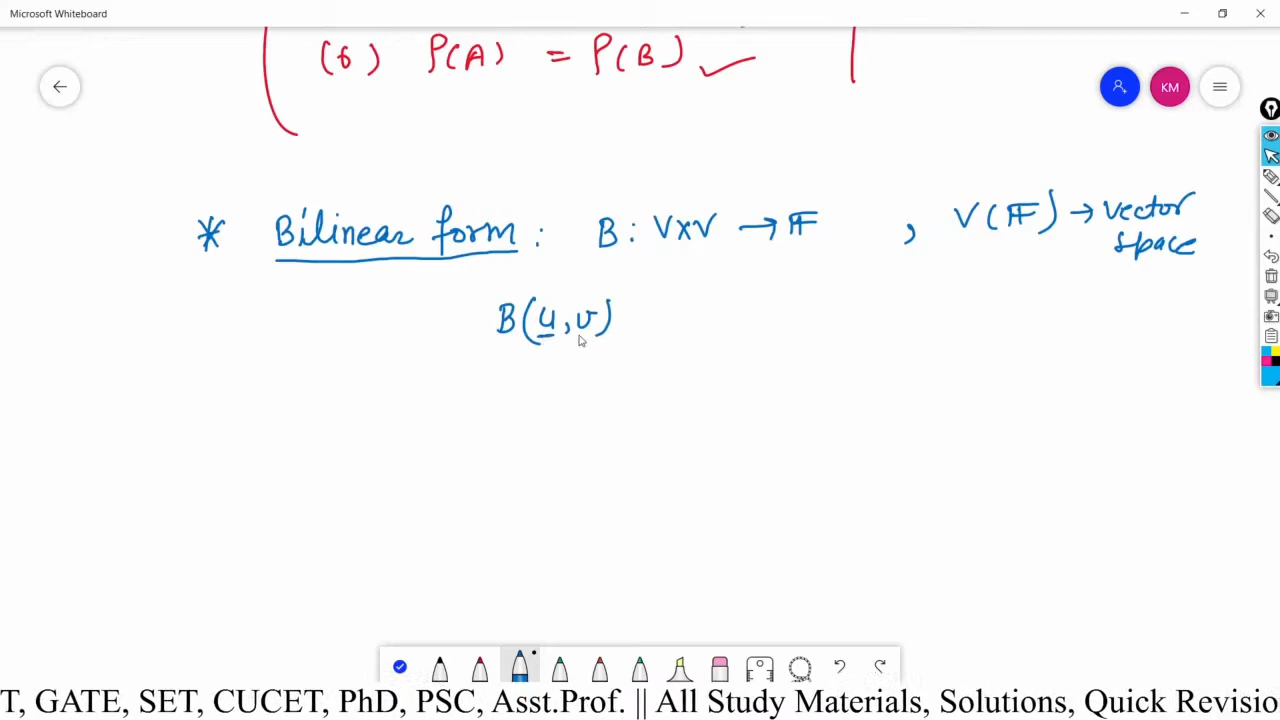 Microsoft Whiteboard
(6) ρ(A) = ρ(B) ✓
KM
* Bilinear form : B : V×V → 𝔽 , V(𝔽) → vector space
B(u,v)
T, GATE, SET, CUCET, PhD, PSC, Asst.Prof. || All Study Materials, Solutions, Quick Revisio